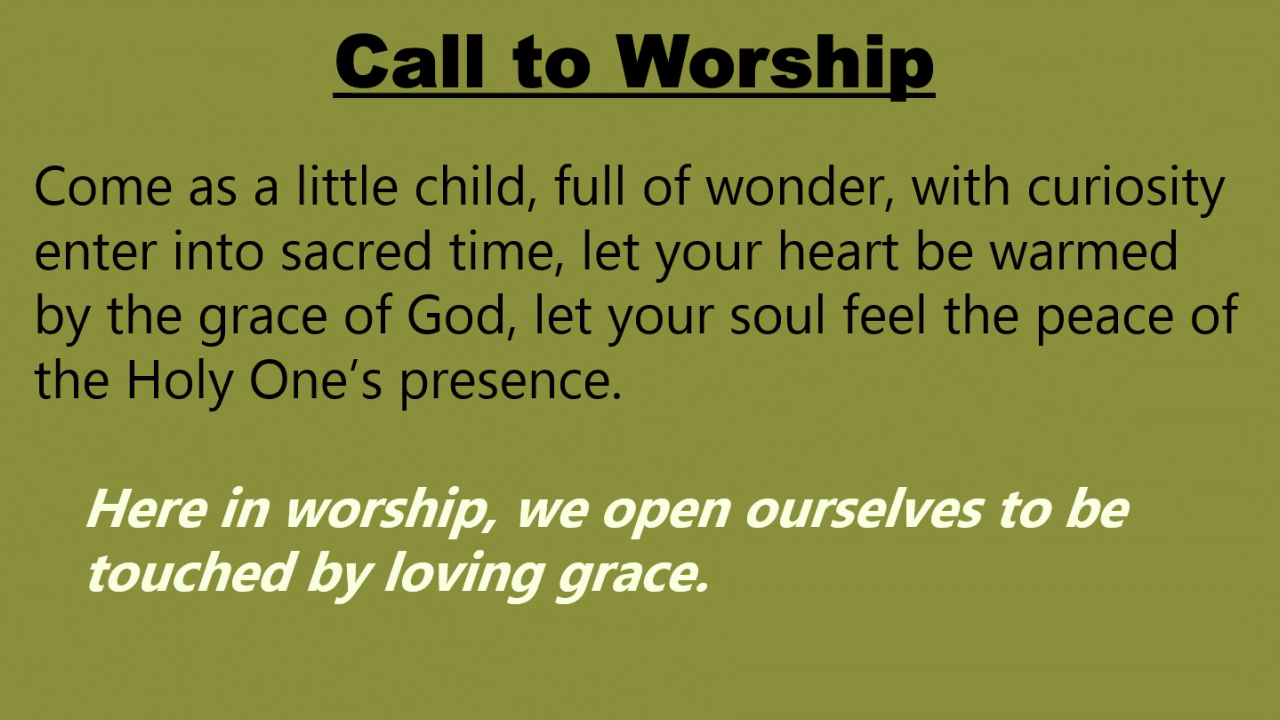 Call to Worship
Come as a little child, full of wonder, with curiosity
enter into sacred time, let your heart be warmed
by the grace of God, let your soul feel the peace of
the Holy One’s presence.
Here in worship, we open ourselves to be
touched by loving grace.